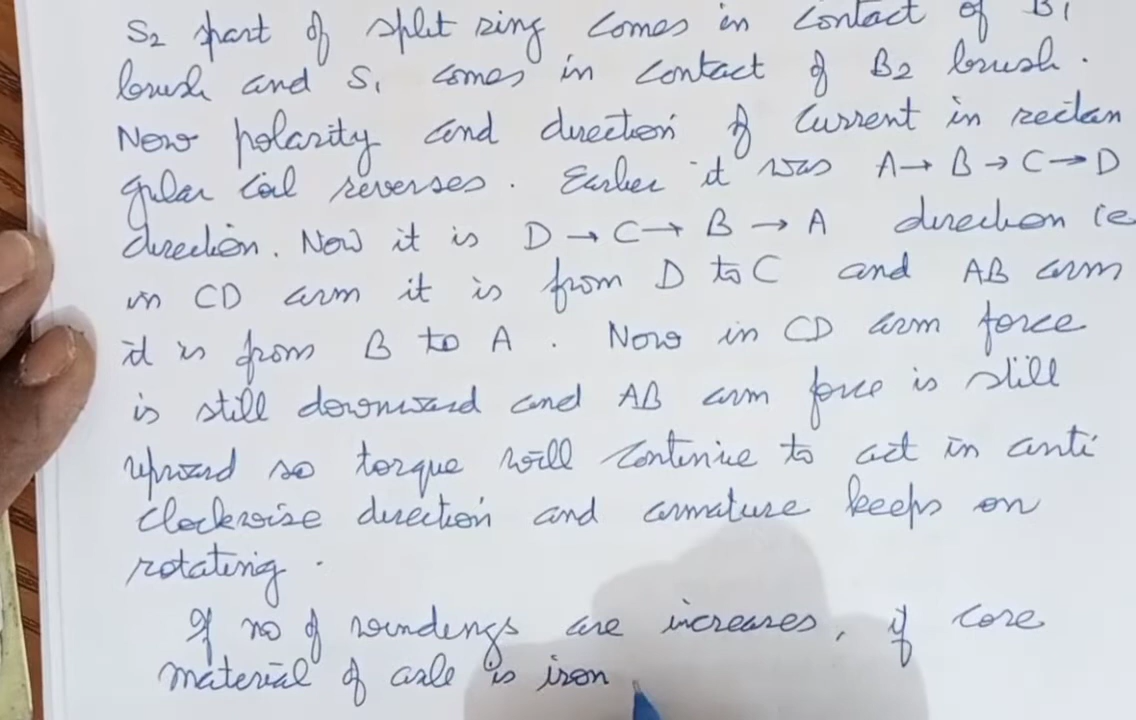 S2 part of split ring comes in contact of B1
brush and S1 comes in contact of B2 brush.
Now polarity and direction of current in rectan
gular coil reverses. Earlier it was A→ B → C → D
direction. Now it is D → C → B → A direction ie
in CD arm it is from D to C and AB arm
it is from B to A. Now in CD arm force
is still downward and AB arm force is still
upward so torque will continue to act in anti
clockwise direction and armature keeps on
rotating.
If no of windings are increases, if core
material of axle is iron